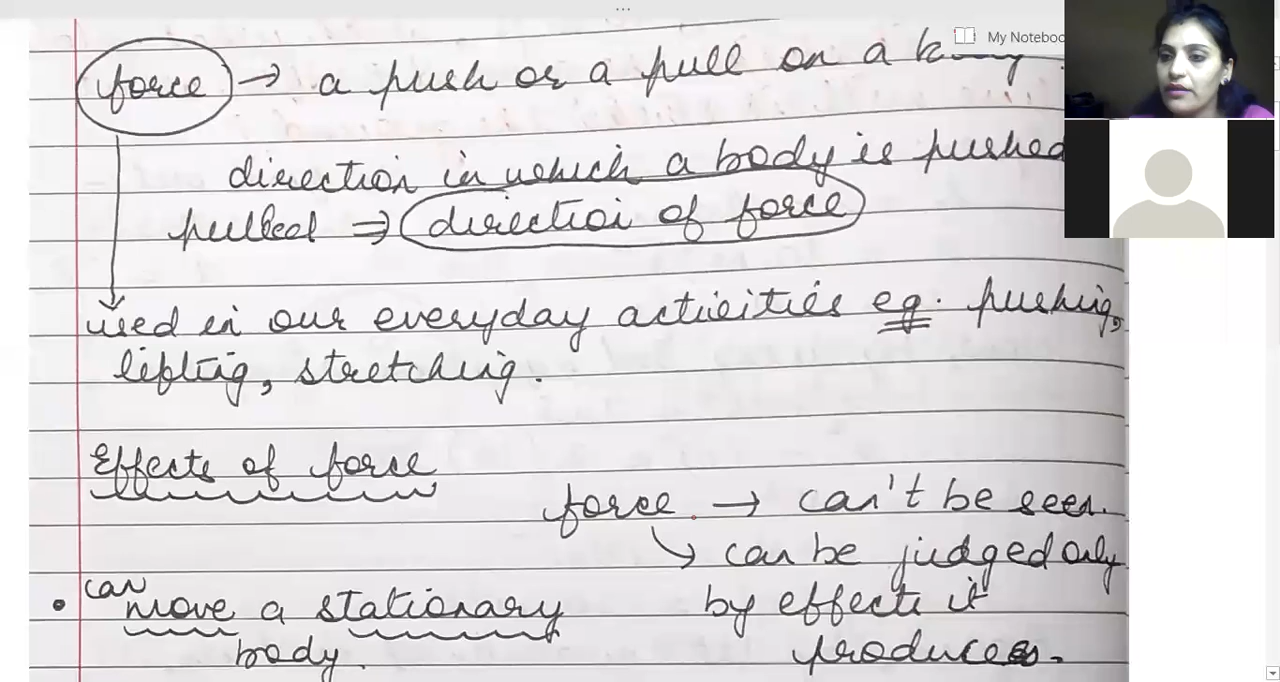 My Noteboo
force → a push or a pull on a
direction in which a body is pushed
pulled ⇒ direction of force
used in our everyday activities eg. pushing,
lifting, stretching.
Effects of force
force → can't be seen.
↘ can be judged only
by effects it
produces.
• can move a stationary
body.